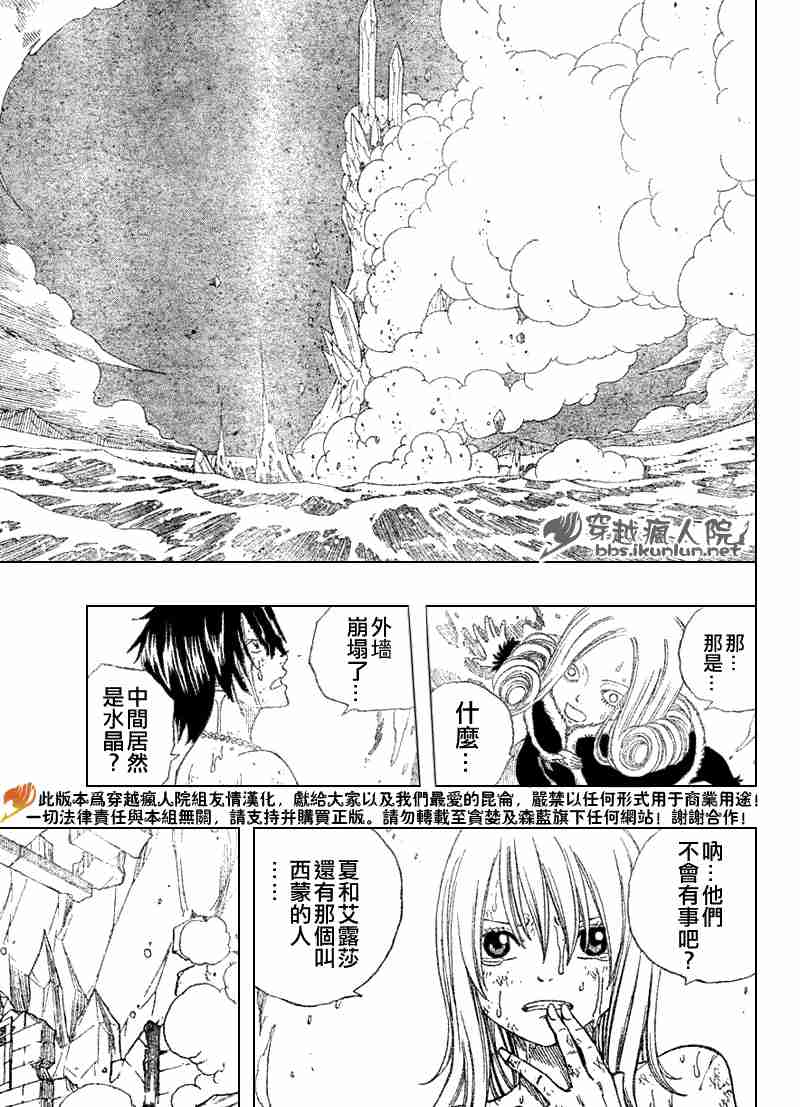 穿越瘋人院
bbs.ikunlun.net
那…
那是…
什麼…
外墻
崩塌了…
中間居然
是水晶？
此版本爲穿越瘋人院組友情漢化，獻給大家以及我們最愛的昆侖，嚴禁以任何形式用于商業用途！
一切法律責任與本組無關，請支持并購買正版。請勿轉載至貪婪及森藍旗下任何網站！謝謝合作！
吶…他們
不會有事吧？
夏和艾露莎
還有那個叫
西蒙的人
……